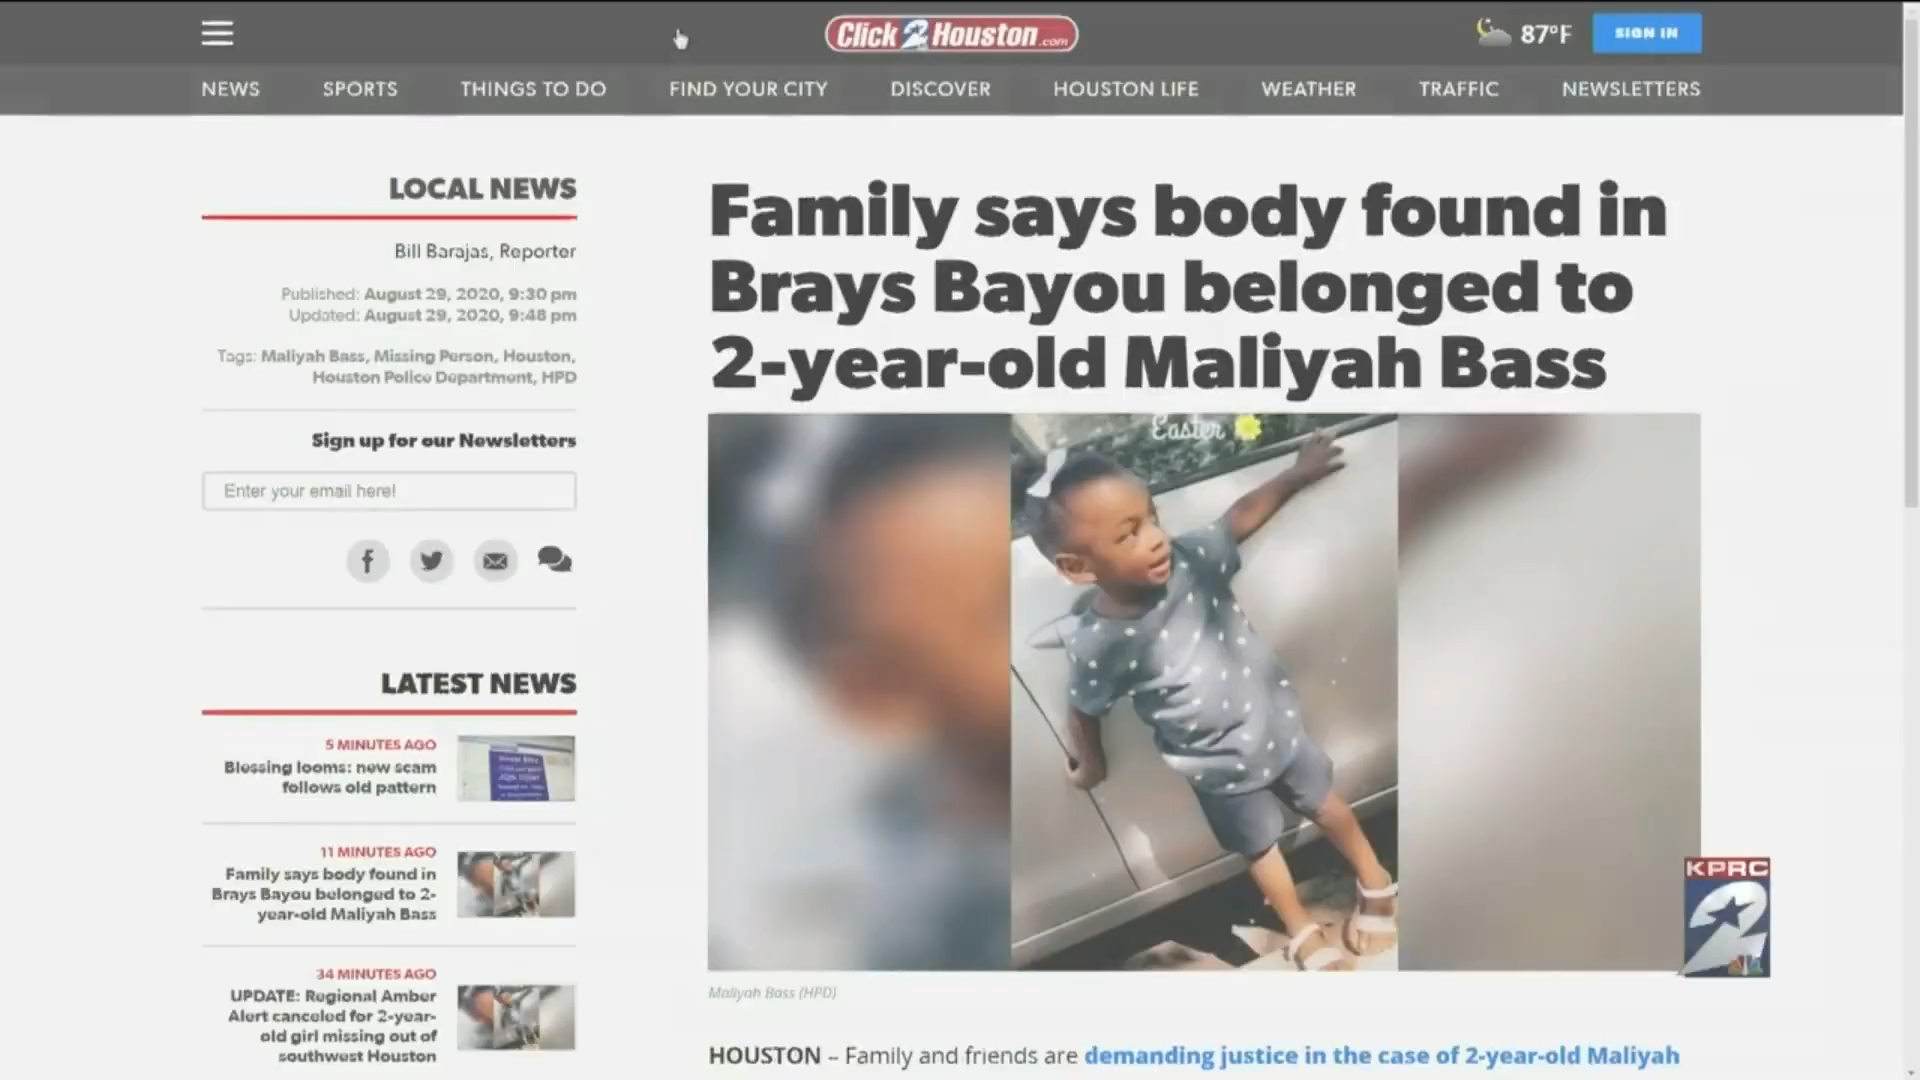 Click 2 Houston.com
87°F
SIGN IN
NEWS
SPORTS
THINGS TO DO
FIND YOUR CITY
DISCOVER
HOUSTON LIFE
WEATHER
TRAFFIC
NEWSLETTERS
LOCAL NEWS
Bill Barajas, Reporter
Published: August 29, 2020, 9:30 pm
Updated: August 29, 2020, 9:48 pm
Tags: Maliyah Bass, Missing Person, Houston,
Houston Police Department, HPD
Sign up for our Newsletters
Enter your email here!
LATEST NEWS
5 MINUTES AGO
Blessing looms: new scam
follows old pattern
11 MINUTES AGO
Family says body found in
Brays Bayou belonged to 2-
year-old Maliyah Bass
34 MINUTES AGO
UPDATE: Regional Amber
Alert canceled for 2-year-
old girl missing out of
southwest Houston
Family says body found in
Brays Bayou belonged to
2-year-old Maliyah Bass
Easter
KPRC
2
Maliyah Bass (HPD)
HOUSTON – Family and friends are demanding justice in the case of 2-year-old Maliyah